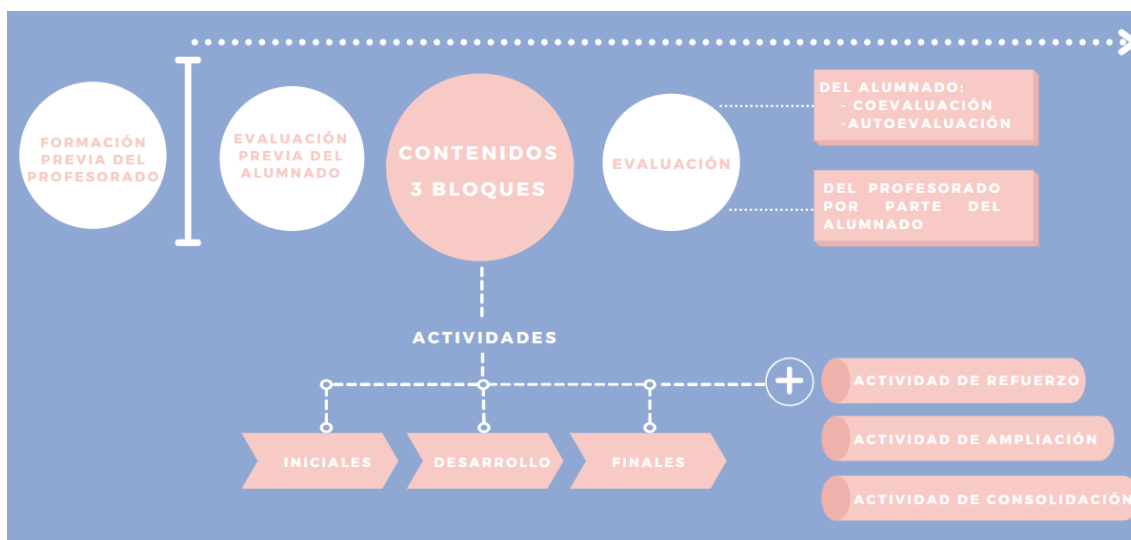 FORMACIÓN
PREVIA DEL
PROFESORADO
EVALUACIÓN
PREVIA DEL
ALUMNADO
CONTENIDOS
3 BLOQUES
EVALUACIÓN
DEL ALUMNADO:
- COEVALUACIÓN
-AUTOEVALUACIÓN
DEL PROFESORADO
POR PARTE DEL
ALUMNADO
ACTIVIDADES
INICIALES
DESARROLLO
FINALES
ACTIVIDAD DE REFUERZO
ACTIVIDAD DE AMPLIACIÓN
ACTIVIDAD DE CONSOLIDACIÓN